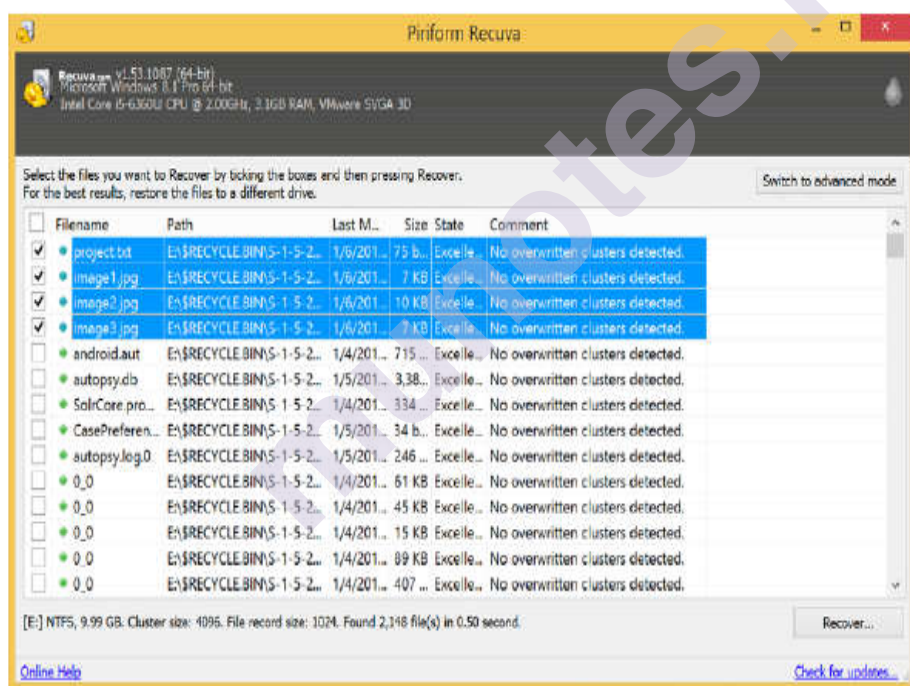 Piriform Recuva
Recuva.com v1.53.1087 (64-bit)
Microsoft Windows 8.1 Pro 64-bit
Intel Core i5-6360U CPU @ 2.00GHz, 3.1GB RAM, VMware SVGA 3D
Select the files you want to Recover by ticking the boxes and then pressing Recover.
For the best results, restore the files to a different drive.
Switch to advanced mode
Filename Path Last M... Size State Comment
project.txt E:\$RECYCLE.BIN\S-1-5-2... 1/6/201... 75 b... Excelle... No overwritten clusters detected.
image1.jpg E:\$RECYCLE.BIN\S-1-5-2... 1/6/201... 7 KB Excelle... No overwritten clusters detected.
image2.jpg E:\$RECYCLE.BIN\S-1-5-2... 1/6/201... 10 KB Excelle... No overwritten clusters detected.
image3.jpg E:\$RECYCLE.BIN\S-1-5-2... 1/6/201... 7 KB Excelle... No overwritten clusters detected.
android.aut E:\$RECYCLE.BIN\S-1-5-2... 1/4/201... 715 ... Excelle... No overwritten clusters detected.
autopsy.db E:\$RECYCLE.BIN\S-1-5-2... 1/5/201... 3,38... Excelle... No overwritten clusters detected.
SolrCore.pro... E:\$RECYCLE.BIN\S-1-5-2... 1/4/201... 334 ... Excelle... No overwritten clusters detected.
CasePreferen... E:\$RECYCLE.BIN\S-1-5-2... 1/5/201... 34 b... Excelle... No overwritten clusters detected.
autopsy.log.0 E:\$RECYCLE.BIN\S-1-5-2... 1/5/201... 246 ... Excelle... No overwritten clusters detected.
0_0 E:\$RECYCLE.BIN\S-1-5-2... 1/4/201... 61 KB Excelle... No overwritten clusters detected.
0_0 E:\$RECYCLE.BIN\S-1-5-2... 1/4/201... 45 KB Excelle... No overwritten clusters detected.
0_0 E:\$RECYCLE.BIN\S-1-5-2... 1/4/201... 15 KB Excelle... No overwritten clusters detected.
0_0 E:\$RECYCLE.BIN\S-1-5-2... 1/4/201... 89 KB Excelle... No overwritten clusters detected.
0_0 E:\$RECYCLE.BIN\S-1-5-2... 1/4/201... 407 ... Excelle... No overwritten clusters detected.
[E:] NTFS, 9.99 GB. Cluster size: 4096. File record size: 1024. Found 2,148 file(s) in 0.50 second.
Recover...
Online Help
Check for updates...
munotes.